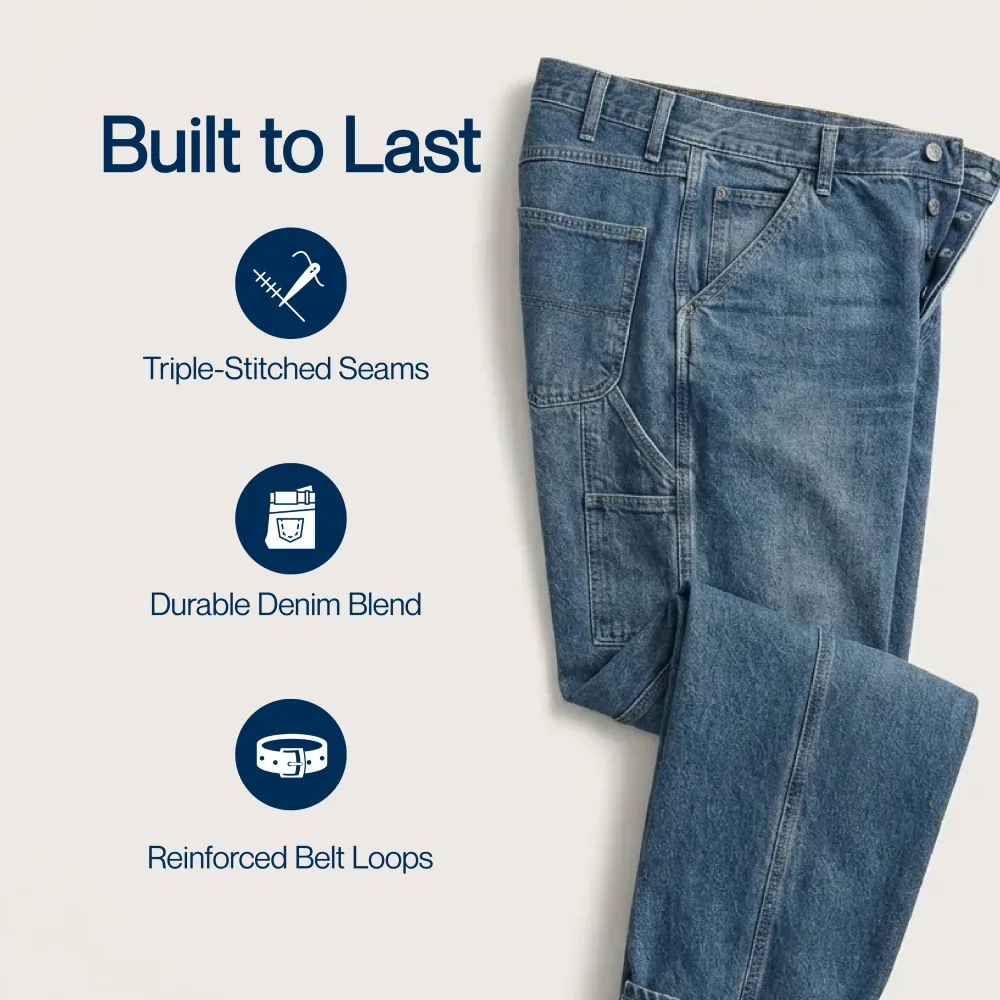 Built to Last
Triple-Stitched Seams
Durable Denim Blend
Reinforced Belt Loops